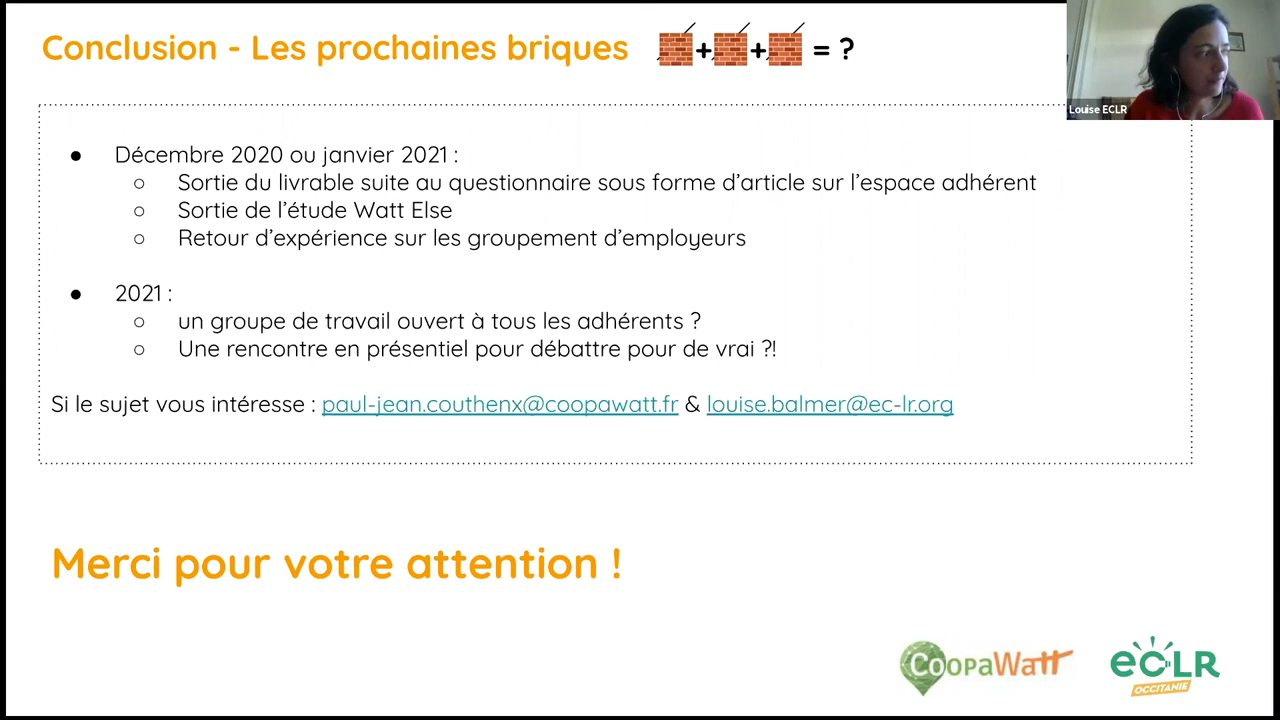 Conclusion - Les prochaines briques + + = ?
Louise ECLR
● Décembre 2020 ou janvier 2021 :
○ Sortie du livrable suite au questionnaire sous forme d'article sur l'espace adhérent
○ Sortie de l'étude Watt Else
○ Retour d'expérience sur les groupement d'employeurs
● 2021 :
○ un groupe de travail ouvert à tous les adhérents ?
○ Une rencontre en présentiel pour débattre pour de vrai ?!
Si le sujet vous intéresse : paul-jean.couthenx@coopawatt.fr & louise.balmer@ec-lr.org
Merci pour votre attention !
CoopaWatt
eCLR
OCCITANIE